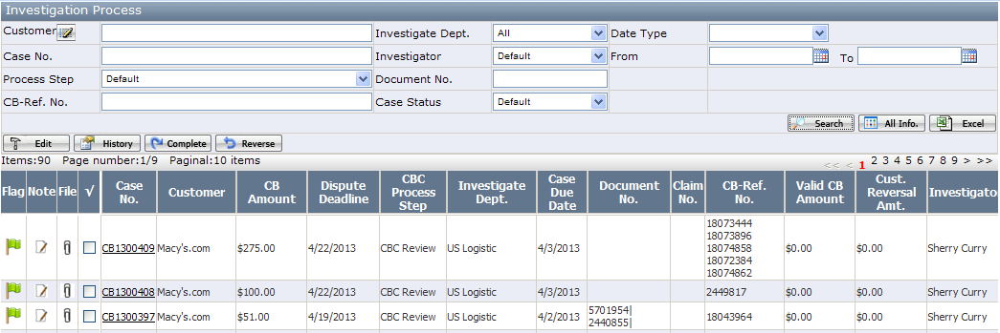 Investigation Process
Customer Investigate Dept. All Date Type
Case No. Investigator Default From To
Process Step Default Document No.
CB-Ref. No. Case Status Default
Search All Info. Excel
Edit History Complete Reverse
Items:90 Page number:1/9 Paginal:10 items << < 1 2 3 4 5 6 7 8 9 > >>
Flag Note File √ Case No. Customer CB Amount Dispute Deadline CBC Process Step Investigate Dept. Case Due Date Document No. Claim No. CB-Ref. No. Valid CB Amount Cust. Reversal Amt. Investigator
CB1300409 Macy's.com $275.00 4/22/2013 CBC Review US Logistic 4/3/2013 18073444 18073896 18074858 18072384 18074862 $0.00 $0.00 Sherry Curry
CB1300408 Macy's.com $100.00 4/22/2013 CBC Review US Logistic 4/3/2013 2449817 $0.00 $0.00 Sherry Curry
CB1300397 Macy's.com $51.00 4/19/2013 CBC Review US Logistic 4/2/2013 5701954| 2440855| 18043964 $0.00 $0.00 Sherry Curry